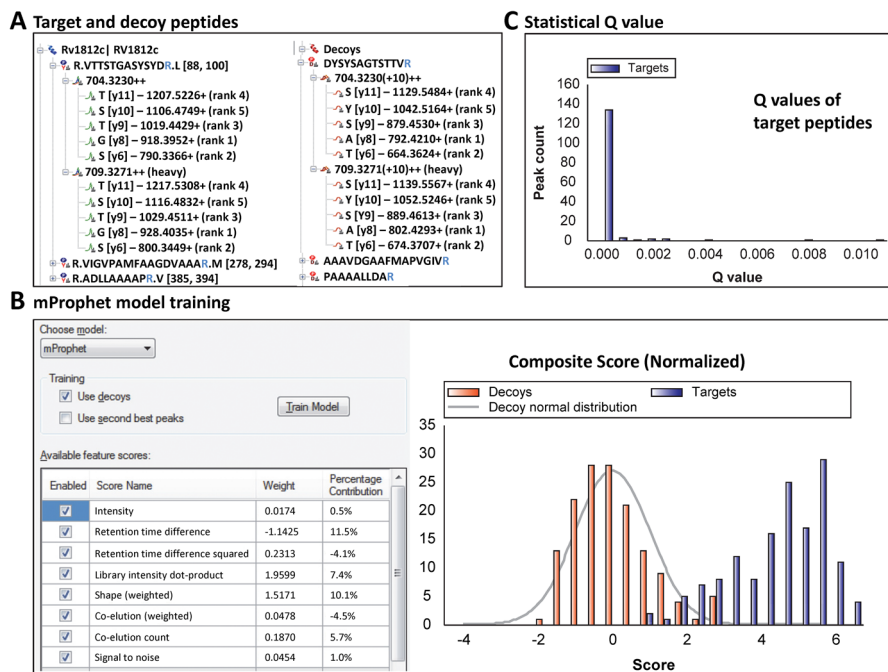 A Target and decoy peptides
Rv1812c| RV1812c
R.VTTSTGASYSYDR.L [88, 100]
704.3230++
T [y11] – 1207.5226+ (rank 4)
S [y10] – 1106.4749+ (rank 5)
T [y9] – 1019.4429+ (rank 3)
G [y8] – 918.3952+ (rank 1)
S [y6] – 790.3366+ (rank 2)
709.3271++ (heavy)
T [y11] – 1217.5308+ (rank 4)
S [y10] – 1116.4832+ (rank 5)
T [y9] – 1029.4511+ (rank 3)
G [y8] – 928.4035+ (rank 1)
S [y6] – 800.3449+ (rank 2)
R.VIGVPAMFAAGDVAAAR.M [278, 294]
R.ADLLAAAAPR.V [385, 394]
Decoys
DYSYSAGTSTTVR
704.3230(+10)++
S [y11] – 1129.5484+ (rank 4)
Y [y10] – 1042.5164+ (rank 5)
S [y9] – 879.4530+ (rank 3)
A [y8] – 792.4210+ (rank 1)
T [y6] – 664.3624+ (rank 2)
709.3271(+10)++ (heavy)
S [y11] – 1139.5567+ (rank 4)
Y [y10] – 1052.5246+ (rank 5)
S [Y9] – 889.4613+ (rank 3)
A [y8] – 802.4293+ (rank 1)
T [y6] – 674.3707+ (rank 2)
AAAVDGAAFMAPVGIVR
PAAAALLDAR
C Statistical Q value
Targets
Q values of
target peptides
Peak count
160
140
120
100
80
60
40
20
0
0.000 0.002 0.004 0.006 0.008 0.010
Q value
B mProphet model training
Choose model:
mProphet
Training
Use decoys
Use second best peaks
Train Model
Available feature scores:
Enabled Score Name Weight Percentage Contribution
Intensity 0.0174 0.5%
Retention time difference -1.1425 11.5%
Retention time difference squared 0.2313 -4.1%
Library intensity dot-product 1.9599 7.4%
Shape (weighted) 1.5171 10.1%
Co-elution (weighted) 0.0478 -4.5%
Co-elution count 0.1870 5.7%
Signal to noise 0.0454 1.0%
Composite Score (Normalized)
Decoys Targets
Decoy normal distribution
35
30
25
20
15
10
5
0
-4 -2 0 2 4 6
Score